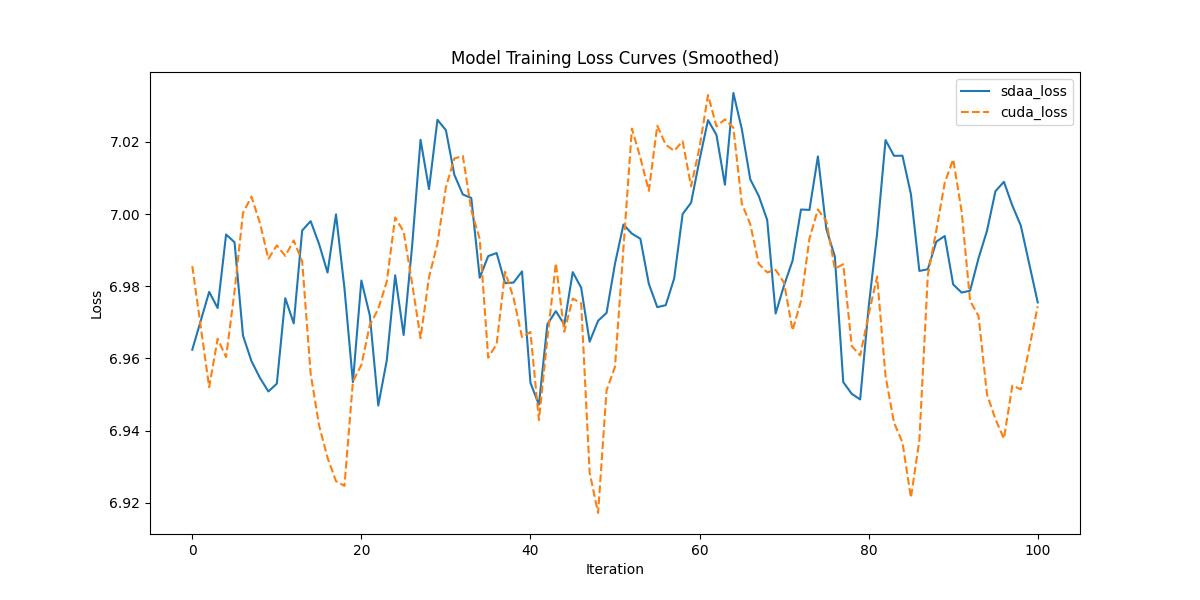 Model Training Loss Curves (Smoothed)
sdaa_loss
cuda_loss
Loss
7.02
7.00
6.98
6.96
6.94
6.92
0 20 40 60 80 100
Iteration